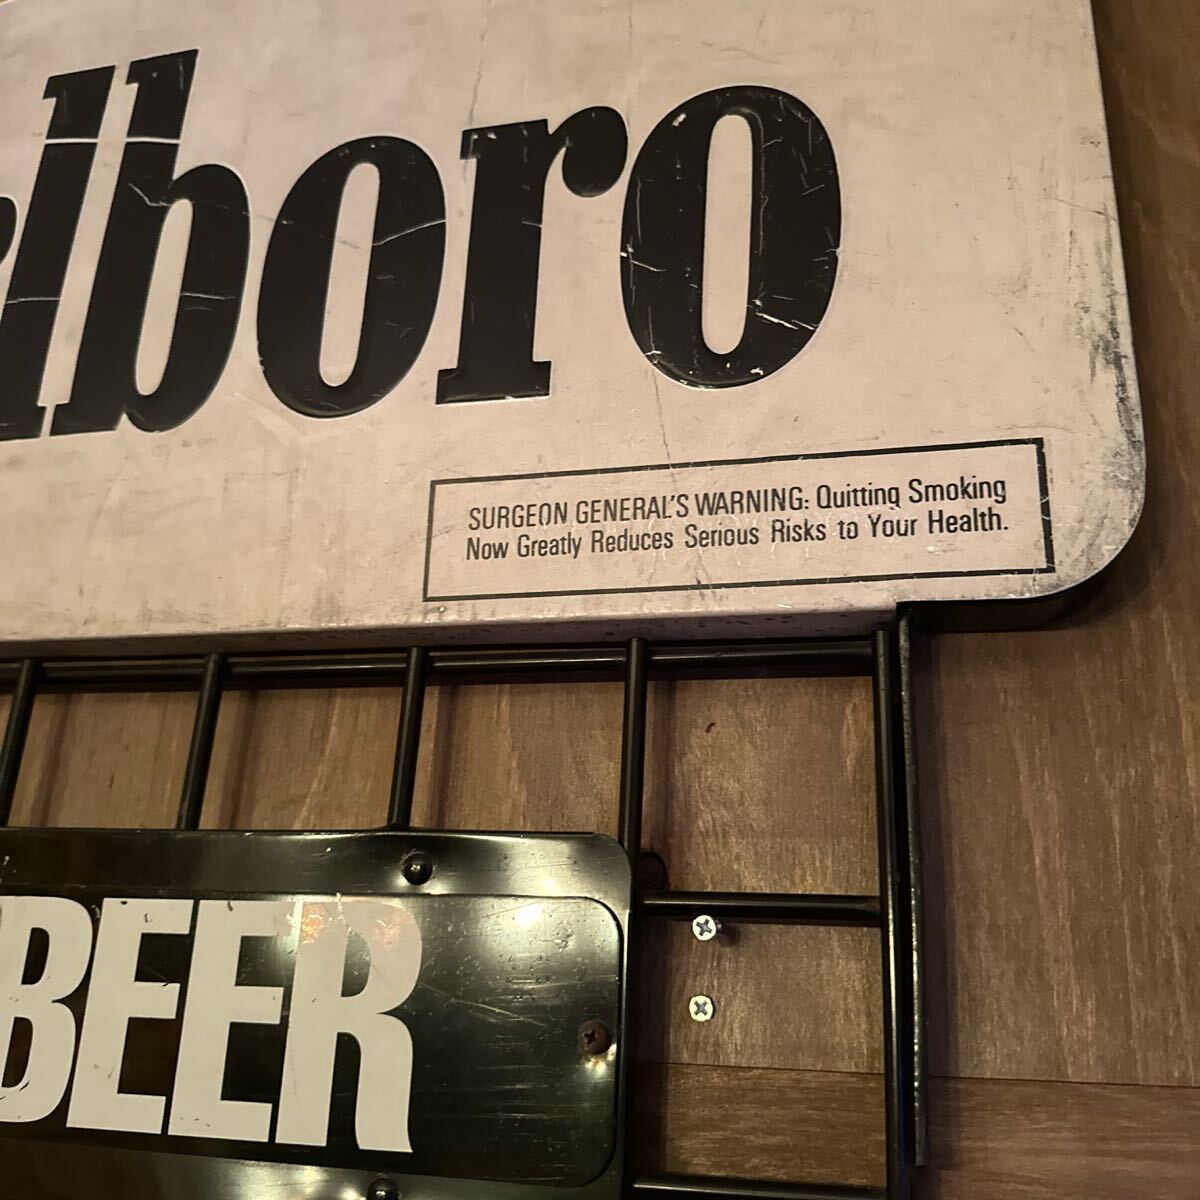 lboro
SURGEON GENERAL'S WARNING: Quitting Smoking
Now Greatly Reduces Serious Risks to Your Health.
BEER